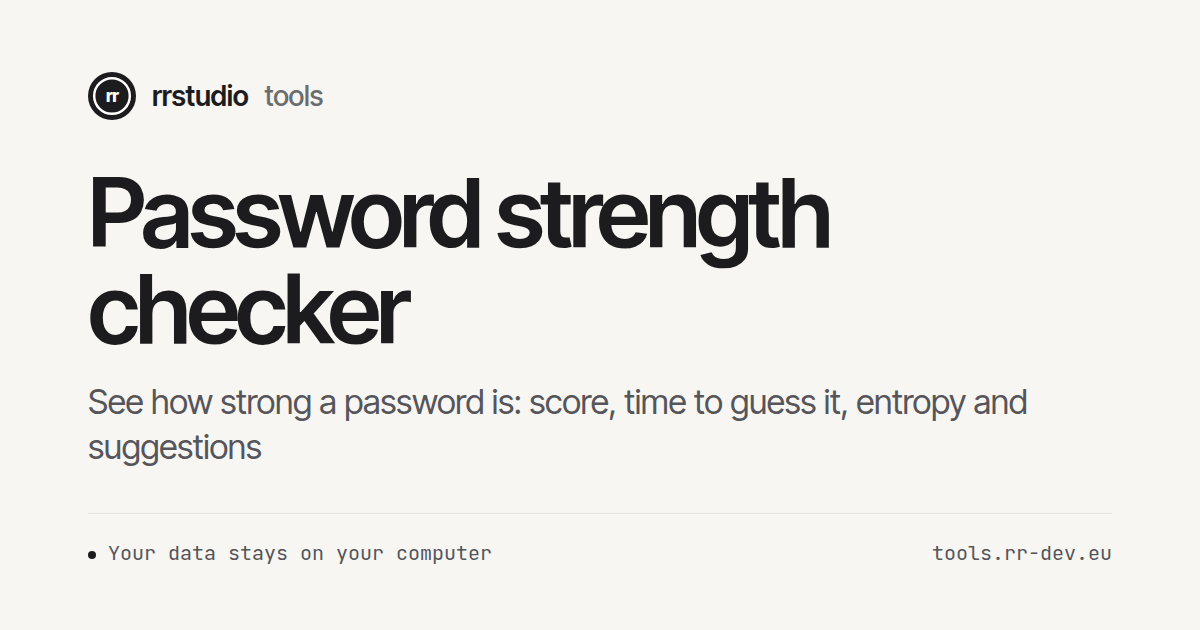 rr rrstudio tools
Password strength
checker
See how strong a password is: score, time to guess it, entropy and
suggestions
Your data stays on your computer
tools.rr-dev.eu